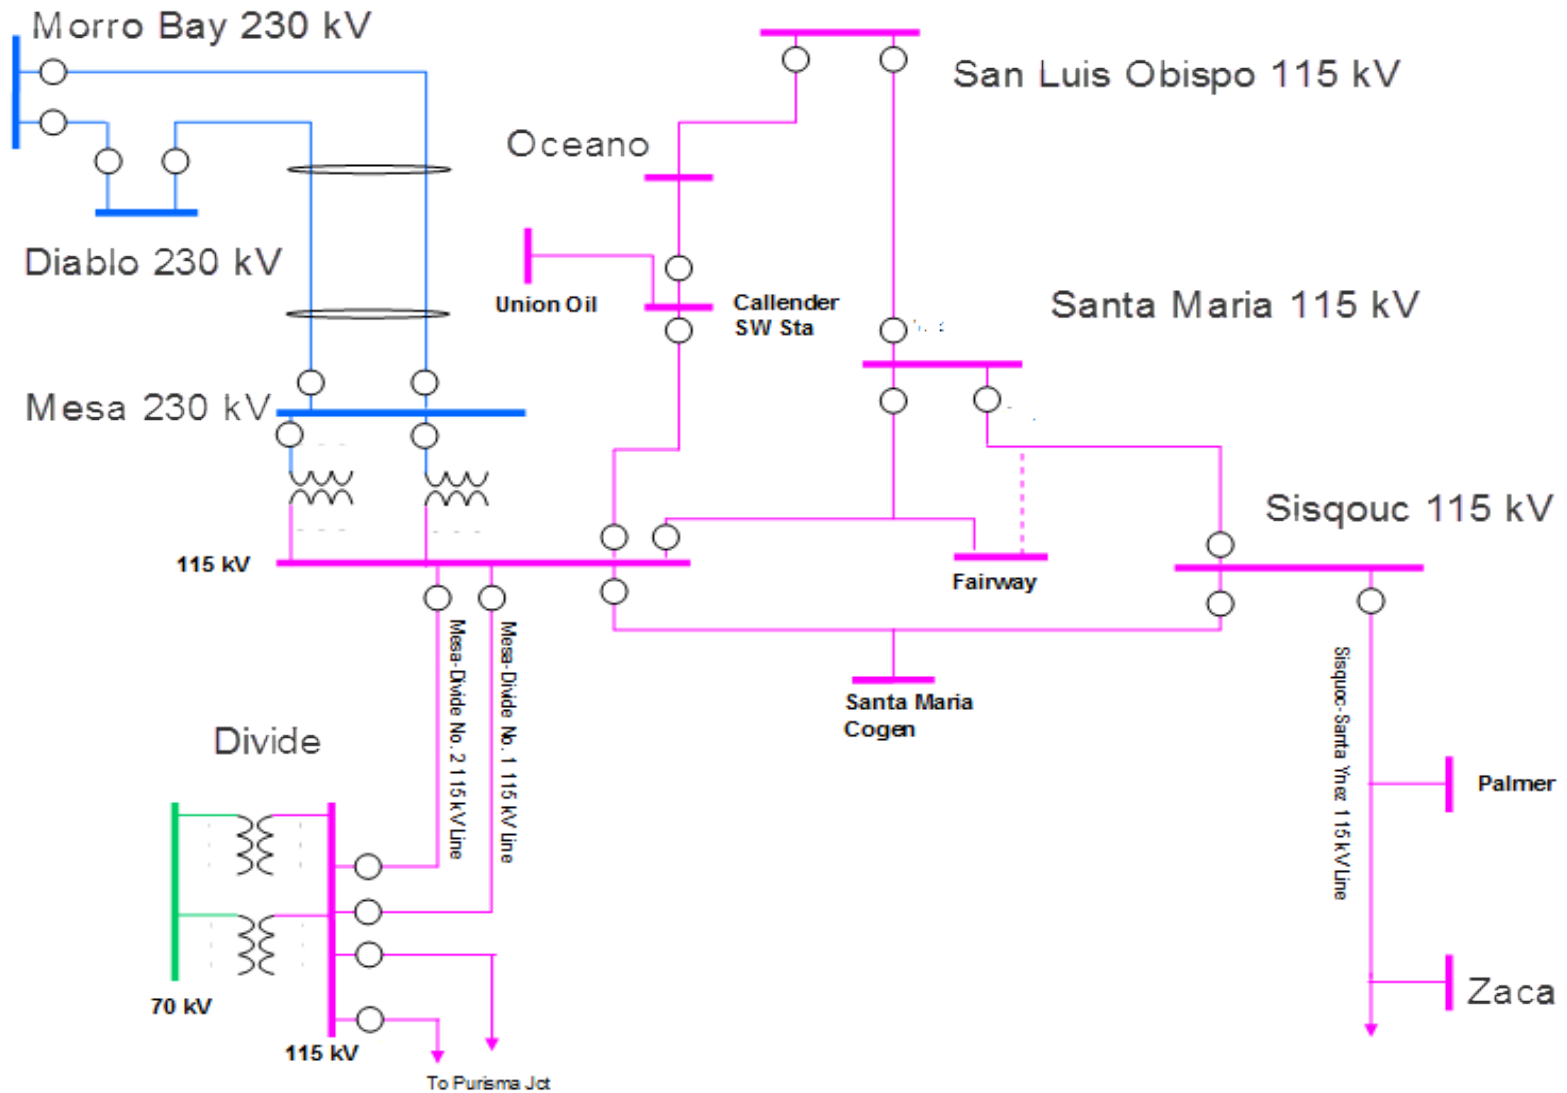 Morro Bay 230 kV
San Luis Obispo 115 kV
Oceano
Diablo 230 kV
Union Oil
Callender
SW Sta
Santa Maria 115 kV
Mesa 230 kV
Sisqouc 115 kV
115 kV
Fairway
Mesa-Divide No. 2 115 kV Line
Mesa-Divide No. 1 115 kV Line
Santa Maria
Cogen
Sisquoc-Santa Ynez 115 kV Line
Divide
Palmer
Zaca
70 kV
115 kV
To Purisma Jct